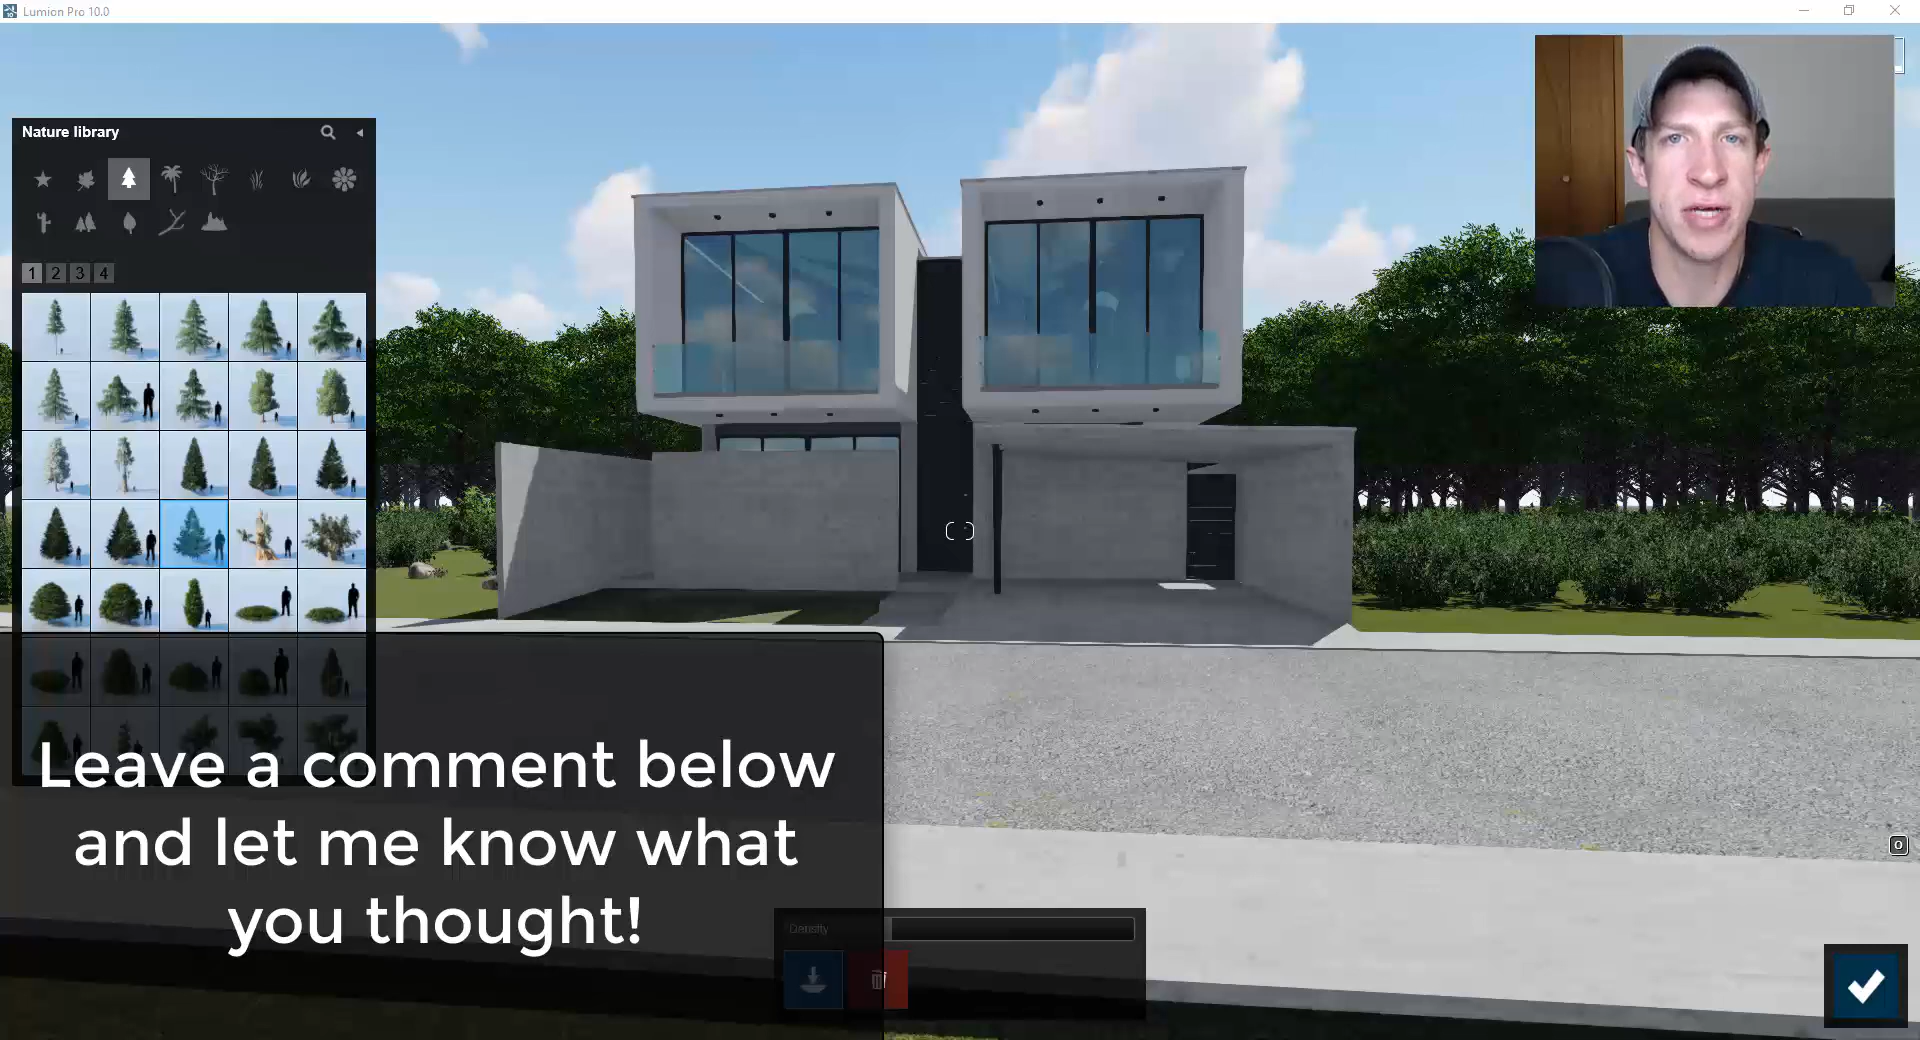 Lumion Pro 10.0
Nature library
1 2 3 4
Leave a comment below
and let me know what
you thought!
Density
O